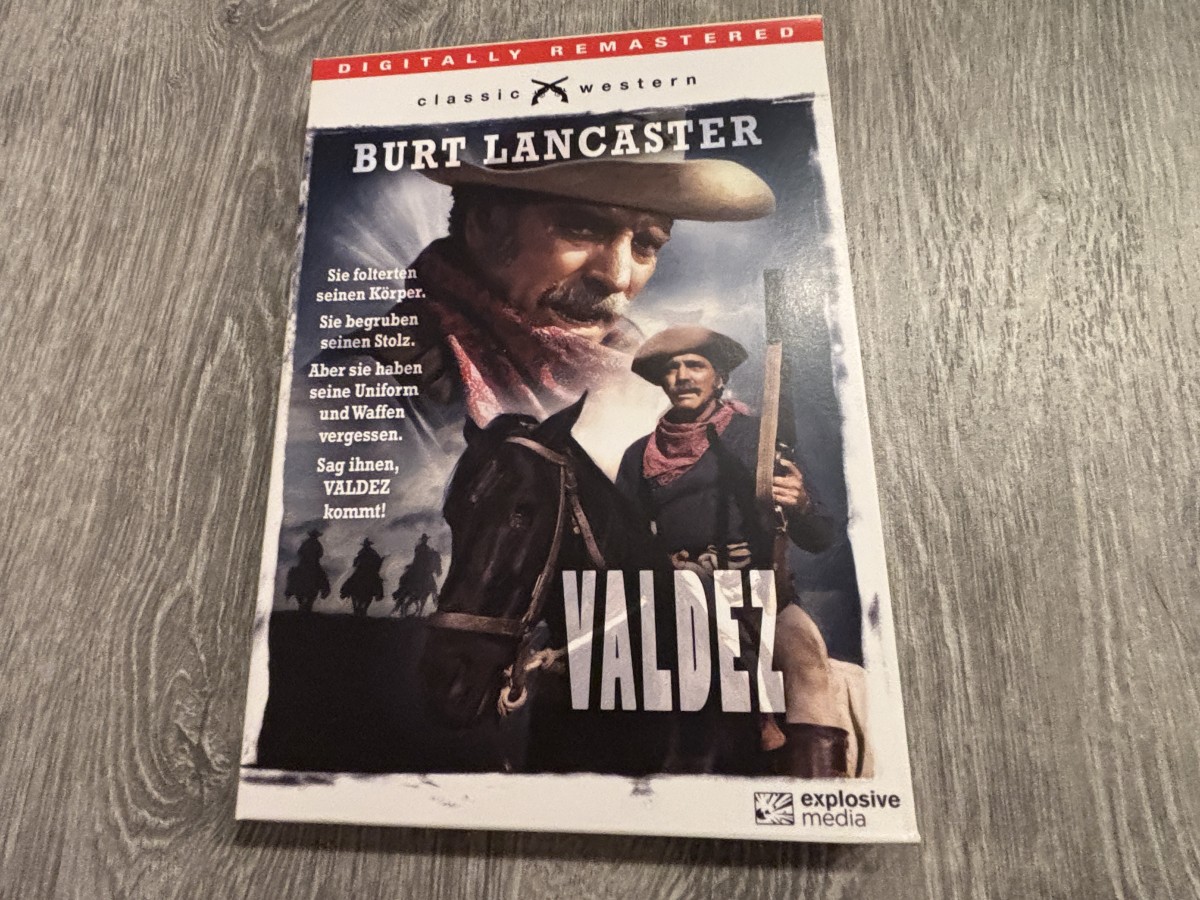 DIGITALLY REMASTERED
classic western
BURT LANCASTER
Sie folterten
seinen Körper.
Sie begruben
seinen Stolz.
Aber sie haben
seine Uniform
und Waffen
vergessen.
Sag ihnen,
VALDEZ
kommt!
VALDEZ
explosive
media